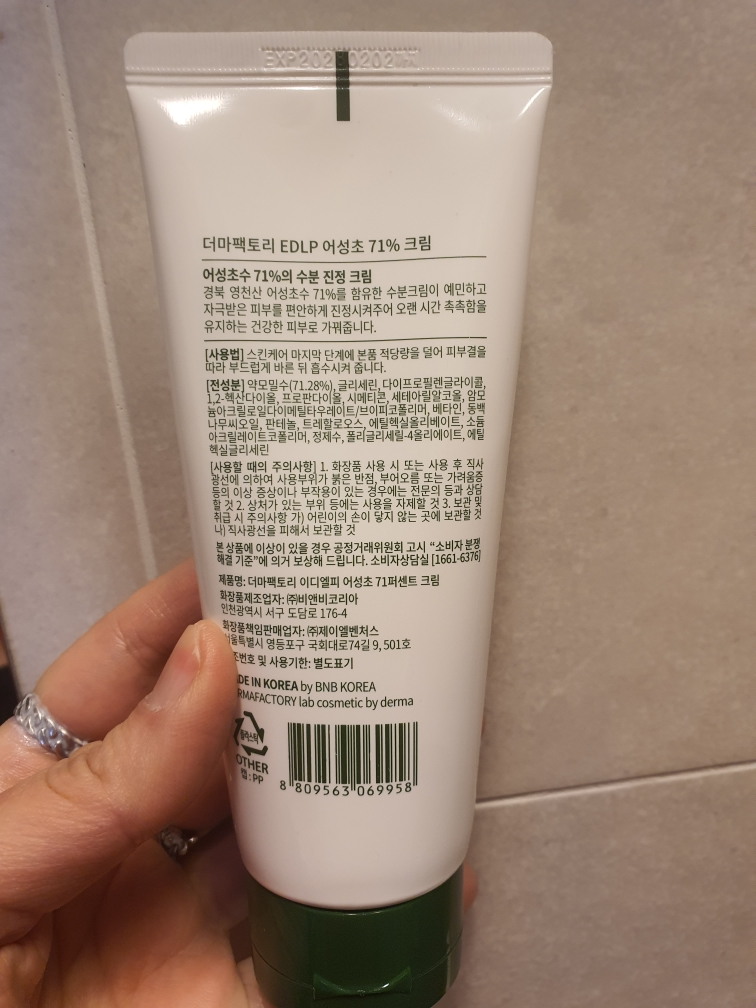 더마팩토리 EDLP 어성초 71% 크림
어성초수 71%의 수분 진정 크림
경북 영천산 어성초수 71%를 함유한 수분크림이 예민하고
자극받은 피부를 편안하게 진정시켜주어 오랜 시간 촉촉함을
유지하는 건강한 피부로 가꿔줍니다.
[사용법] 스킨케어 마지막 단계에 본품 적당량을 덜어 피부결을
따라 부드럽게 바른 뒤 흡수시켜 줍니다.
[전성분] 약모밀수(71.28%), 글리세린, 다이프로필렌글라이콜,
1,2-헥산다이올, 프로판다이올, 시메티콘, 세테아릴알코올, 암모
늄아크릴로일다이메틸타우레이트/브이피코폴리머, 베타인, 동백
나무씨오일, 판테놀, 트레할로오스, 에틸헥실올리베이트, 소듐
아크릴레이트코폴리머, 정제수, 폴리글리세릴-4올리에이트, 에틸
헥실글리세린
[사용할 때의 주의사항] 1. 화장품 사용 시 또는 사용 후 직사
광선에 의하여 사용부위가 붉은 반점, 부어오름 또는 가려움증
등의 이상 증상이나 부작용이 있는 경우에는 전문의 등과 상담
할 것 2. 상처가 있는 부위 등에는 사용을 자제할 것 3. 보관 및
취급 시 주의사항 가) 어린이의 손이 닿지 않는 곳에 보관할 것
나) 직사광선을 피해서 보관할 것
본 상품에 이상이 있을 경우 공정거래위원회 고시 “소비자 분쟁
해결 기준”에 의거 보상해 드립니다. 소비자상담실 [1661-6376]
제품명: 더마팩토리 이디엘피 어성초 71퍼센트 크림
화장품제조업자: ㈜비앤비코리아
인천광역시 서구 도담로 176-4
화장품책임판매업자: ㈜제이엘벤처스
서울특별시 영등포구 국회대로74길 9, 501호
조번호 및 사용기한: 별도표기
DE IN KOREA by BNB KOREA
RMAFACTORY lab cosmetic by derma
플라스틱
OTHER
캡 : PP
8 809563 069958